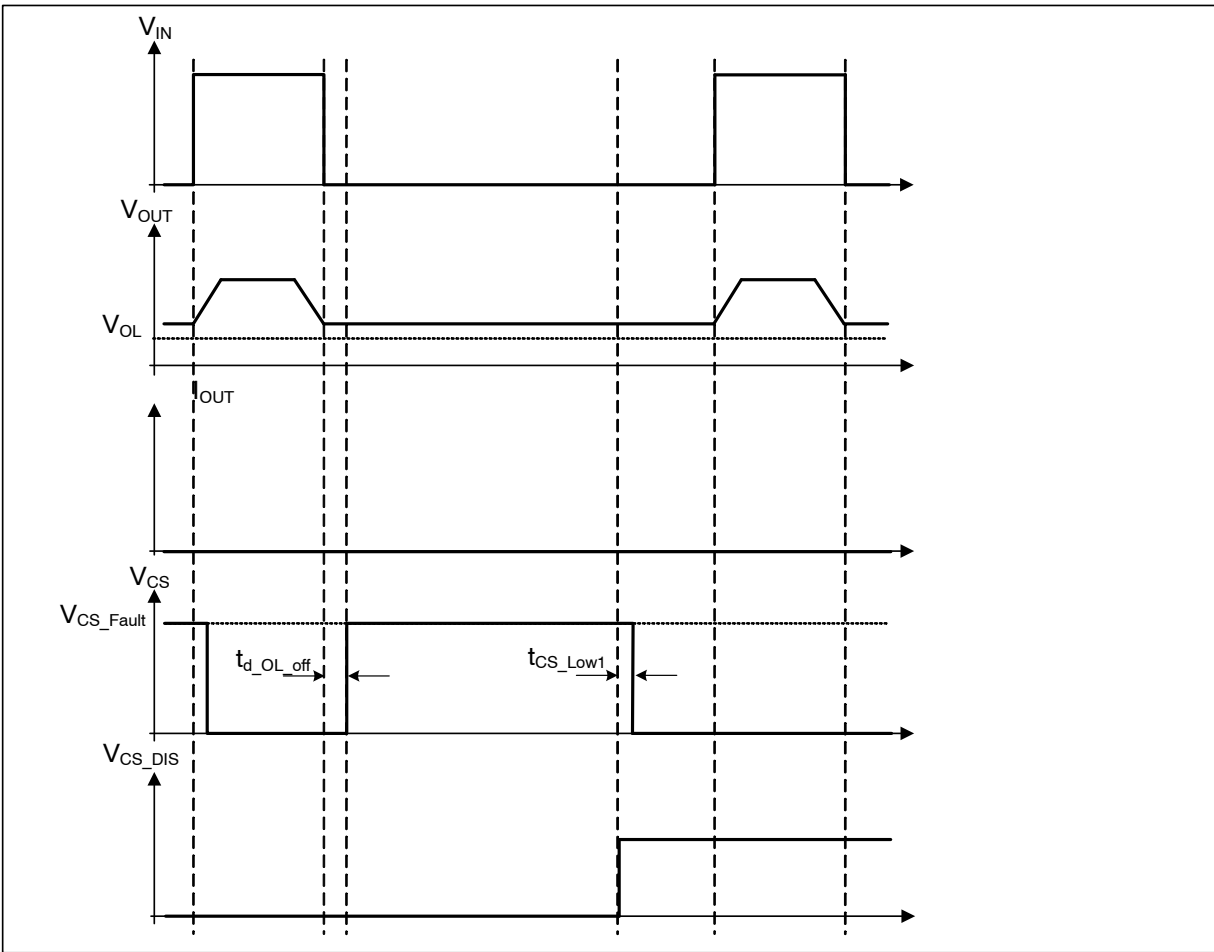 VIN
VOUT
VOL
IOUT
VCS
VCS_Fault
td_OL_off
tCS_Low1
VCS_DIS